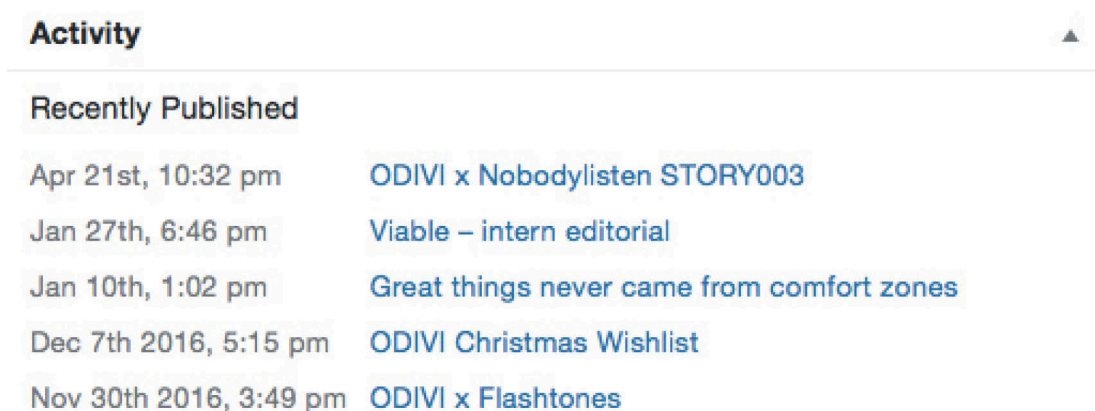 Activity
Recently Published
Apr 21st, 10:32 pm ODIVI x Nobodylisten STORY003
Jan 27th, 6:46 pm Viable – intern editorial
Jan 10th, 1:02 pm Great things never came from comfort zones
Dec 7th 2016, 5:15 pm ODIVI Christmas Wishlist
Nov 30th 2016, 3:49 pm ODIVI x Flashtones